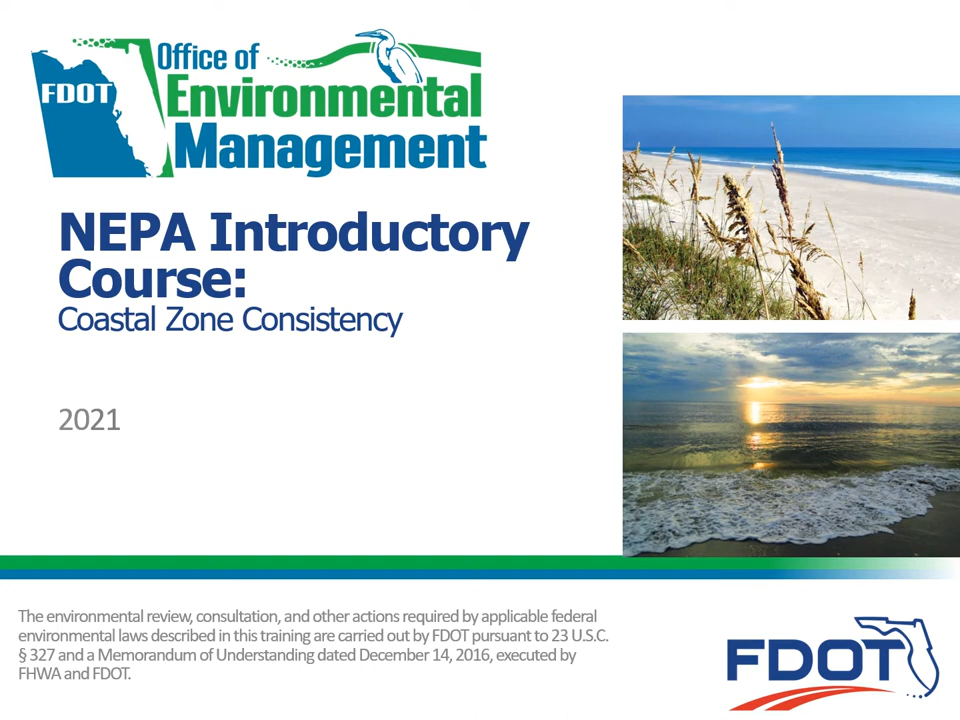 FDOT
Office of
Environmental
Management
NEPA Introductory
Course:
Coastal Zone Consistency
2021
The environmental review, consultation, and other actions required by applicable federal
environmental laws described in this training are carried out by FDOT pursuant to 23 U.S.C.
§ 327 and a Memorandum of Understanding dated December 14, 2016, executed by
FHWA and FDOT.
FDOT